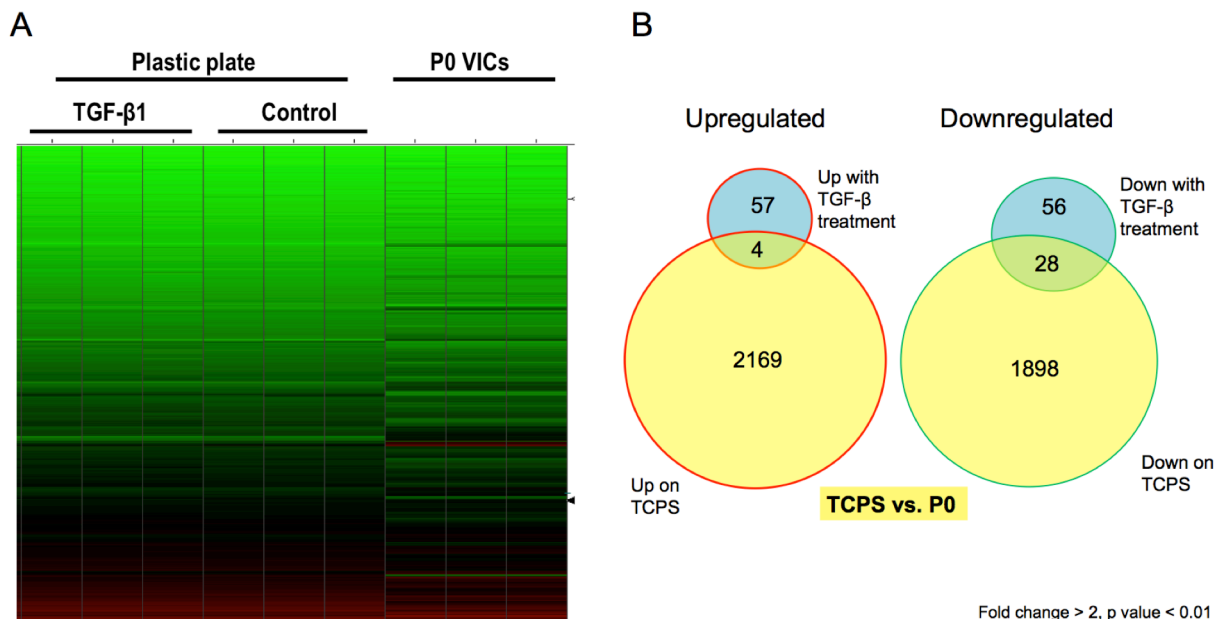 A
Plastic plate
P0 VICs
TGF-β1
Control
B
Upregulated
Downregulated
57
Up with
TGF-β
treatment
4
2169
Up on
TCPS
56
Down with
TGF-β
treatment
28
1898
Down on
TCPS
TCPS vs. P0
Fold change > 2, p value < 0.01